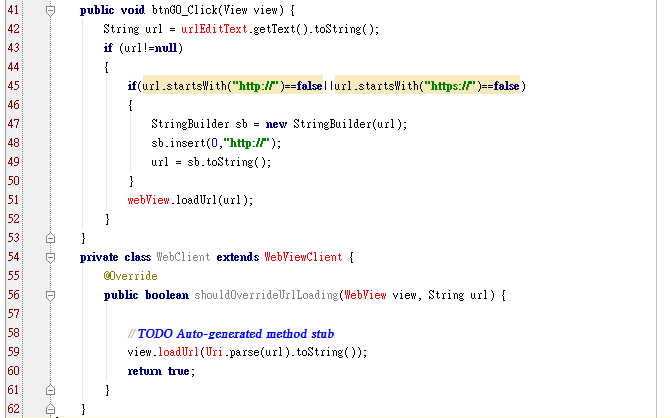 41 public void btnGO_Click(View view) {
42 String url = urlEditText.getText().toString();
43 if (url!=null)
44 {
45 if(url.startsWith("http://")==false||url.startsWith("https://")==false)
46 {
47 StringBuilder sb = new StringBuilder(url);
48 sb.insert(0,"http://");
49 url = sb.toString();
50 }
51 webView.loadUrl(url);
52 }
53 }
54 private class WebClient extends WebViewClient {
55 @Override
56 public boolean shouldOverrideUrlLoading(WebView view, String url) {
57
58 // TODO Auto-generated method stub
59 view.loadUrl(Uri.parse(url).toString());
60 return true;
61 }
62 }